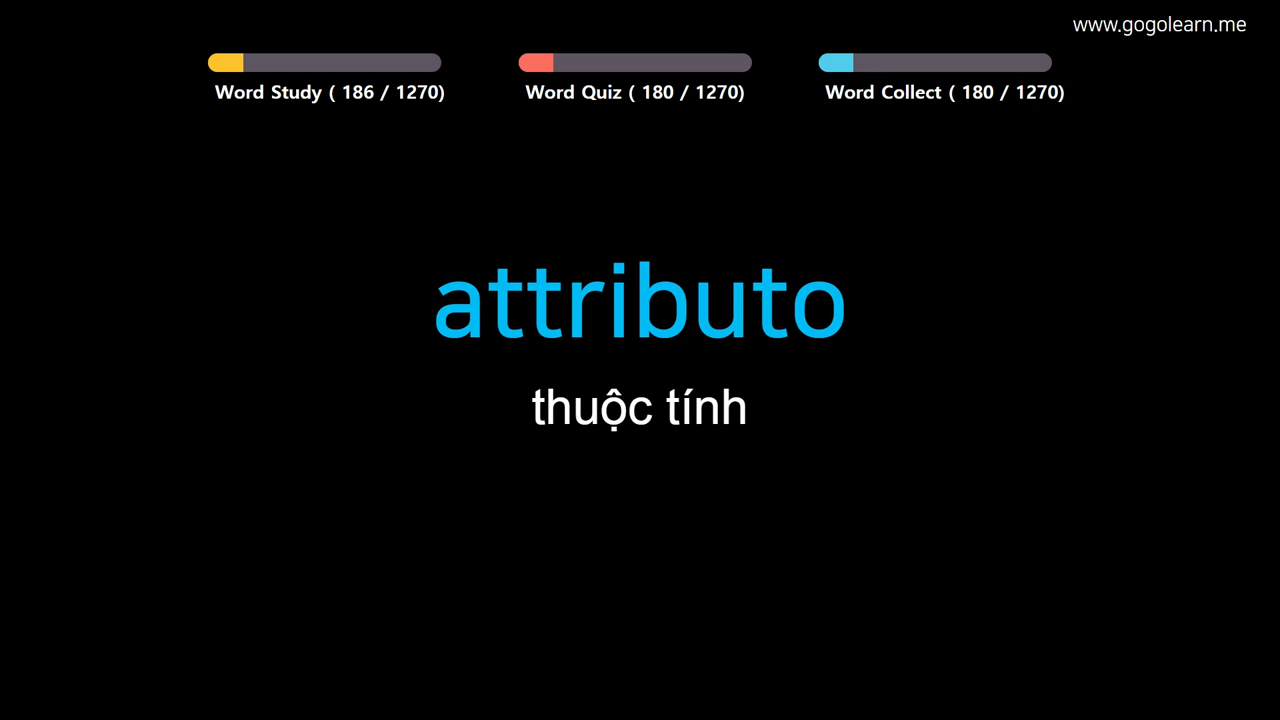 www.gogolearn.me
Word Study ( 186 / 1270)
Word Quiz ( 180 / 1270)
Word Collect ( 180 / 1270)
attributo
thuộc tính